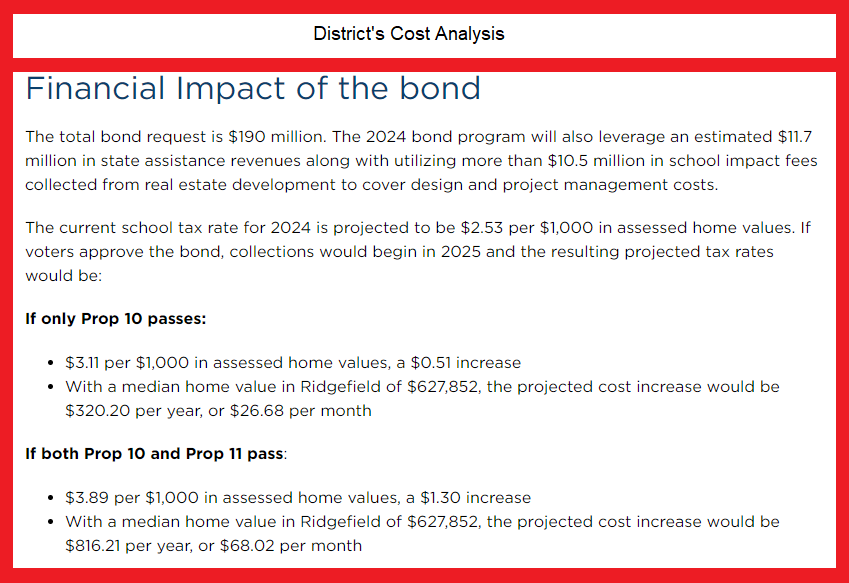 District's Cost Analysis
Financial Impact of the bond
The total bond request is $190 million. The 2024 bond program will also leverage an estimated $11.7
million in state assistance revenues along with utilizing more than $10.5 million in school impact fees
collected from real estate development to cover design and project management costs.
The current school tax rate for 2024 is projected to be $2.53 per $1,000 in assessed home values. If
voters approve the bond, collections would begin in 2025 and the resulting projected tax rates
would be:
If only Prop 10 passes:
• $3.11 per $1,000 in assessed home values, a $0.51 increase
• With a median home value in Ridgefield of $627,852, the projected cost increase would be
$320.20 per year, or $26.68 per month
If both Prop 10 and Prop 11 pass:
• $3.89 per $1,000 in assessed home values, a $1.30 increase
• With a median home value in Ridgefield of $627,852, the projected cost increase would be
$816.21 per year, or $68.02 per month